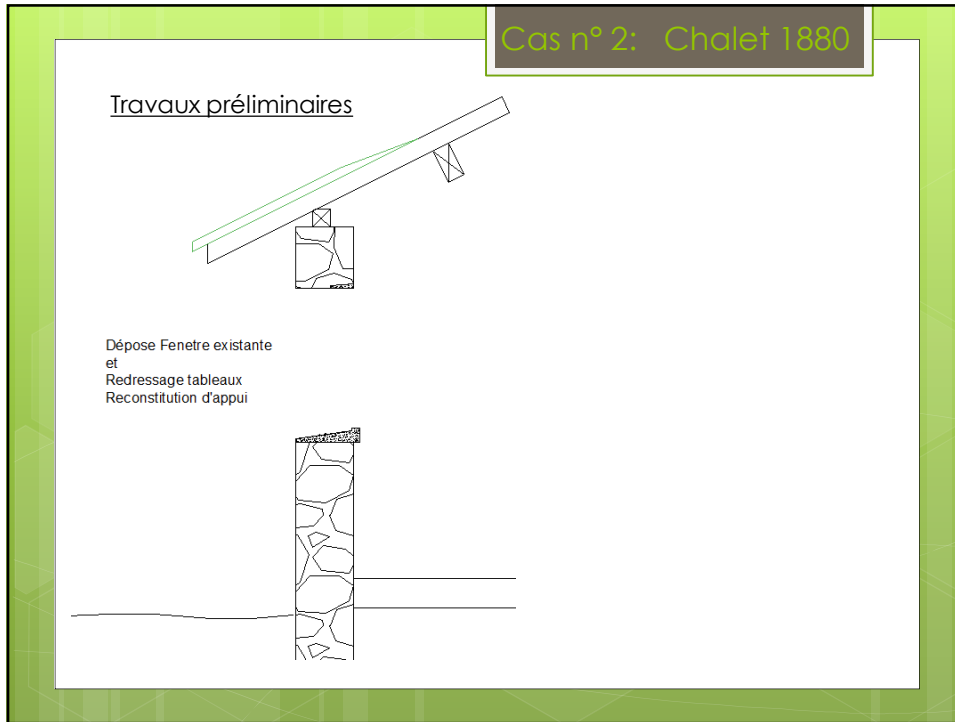 Cas n° 2: Chalet 1880
Travaux préliminaires
Dépose Fenetre existante
et
Redressage tableaux
Reconstitution d'appui